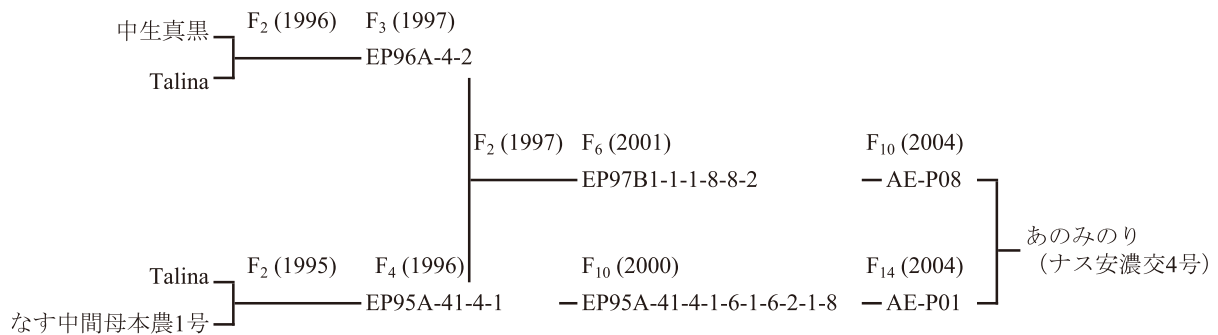 中生真黒
F₂ (1996) F₃ (1997)
EP96A-4-2
Talina
F₂ (1997) F₆ (2001) F₁₀ (2004)
EP97B1-1-1-8-8-2 AE-P08
あのみのり
（ナス安濃交4号）
Talina
F₂ (1995) F₄ (1996) F₁₀ (2000) F₁₄ (2004)
EP95A-41-4-1 EP95A-41-4-1-6-1-6-2-1-8 AE-P01
なす中間母本農1号